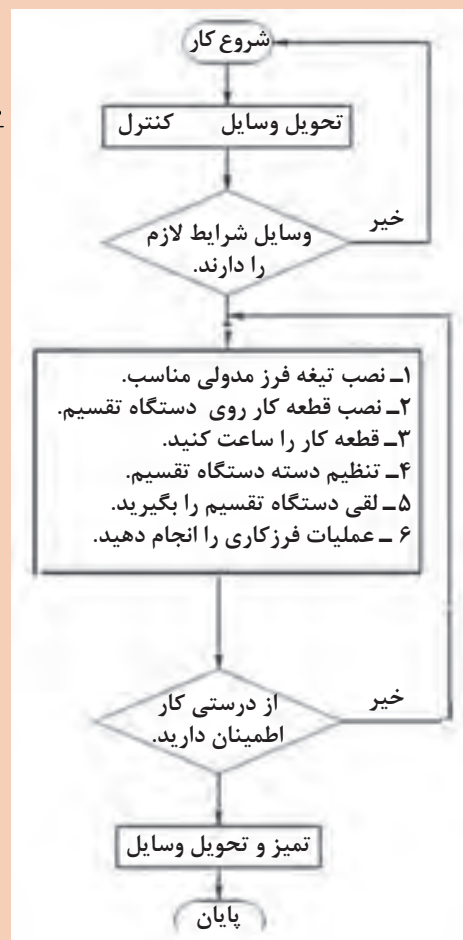 شروع کار
تحویل وسایل کنترل
وسایل شرایط لازم
را دارند.
خیر
۱ـ نصب تیغه فرز مدولی مناسب.
۲ـ نصب قطعه کار روی دستگاه تقسیم.
۳ـ قطعه کار را ساعت کنید.
۴ـ تنظیم دسته دستگاه تقسیم.
۵ـ لقی دستگاه تقسیم را بگیرید.
۶ ـ عملیات فرزکاری را انجام دهید.
از درستی کار
اطمینان دارید.
خیر
تمیز و تحویل وسایل
پایان